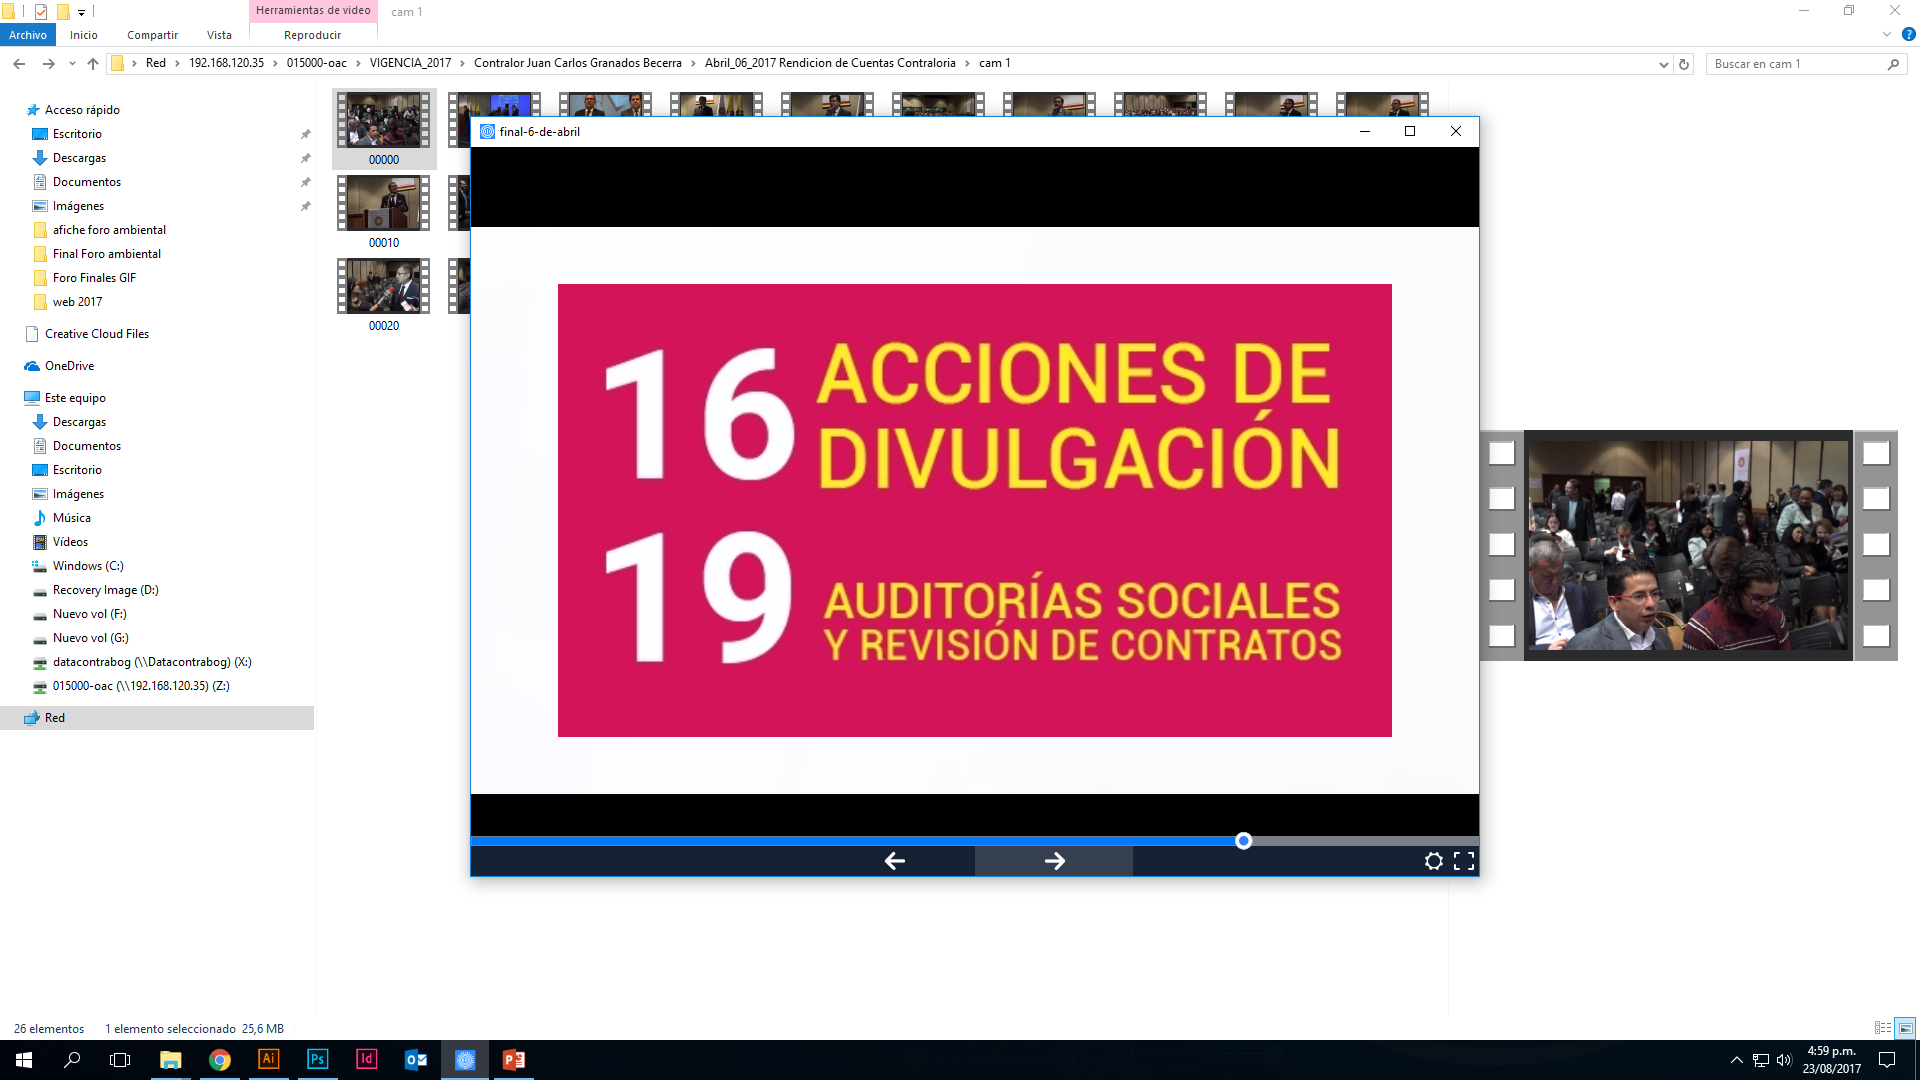 Herramientas de video
cam 1
Archivo
Inicio
Compartir
Vista
Reproducir
Red
192.168.120.35
015000-oac
VIGENCIA_2017
Contralor Juan Carlos Granados Becerra
Abril_06_2017 Rendicion de Cuentas Contraloria
cam 1
Buscar en cam 1
Acceso rápido
Escritorio
Descargas
Documentos
Imágenes
afiche foro ambiental
Final Foro ambiental
Foro Finales GIF
web 2017
Creative Cloud Files
OneDrive
Este equipo
Descargas
Documentos
Escritorio
Imágenes
Música
Vídeos
Windows (C:)
Recovery Image (D:)
Nuevo vol (F:)
Nuevo vol (G:)
datacontrabog (\\Datacontrabog) (X:)
015000-oac (\\192.168.120.35) (Z:)
Red
00000
00010
00020
final-6-de-abril
16 ACCIONES DE
DIVULGACIÓN
19 AUDITORÍAS SOCIALES
Y REVISIÓN DE CONTRATOS
26 elementos
1 elemento seleccionado 25,6 MB
Ai
Ps
Id
4:59 p.m.
23/08/2017